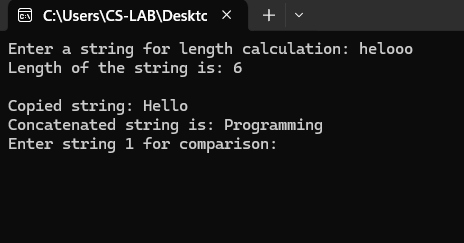 C:\Users\CS-LAB\Desktc
Enter a string for length calculation: helooo
Length of the string is: 6
Copied string: Hello
Concatenated string is: Programming
Enter string 1 for comparison: